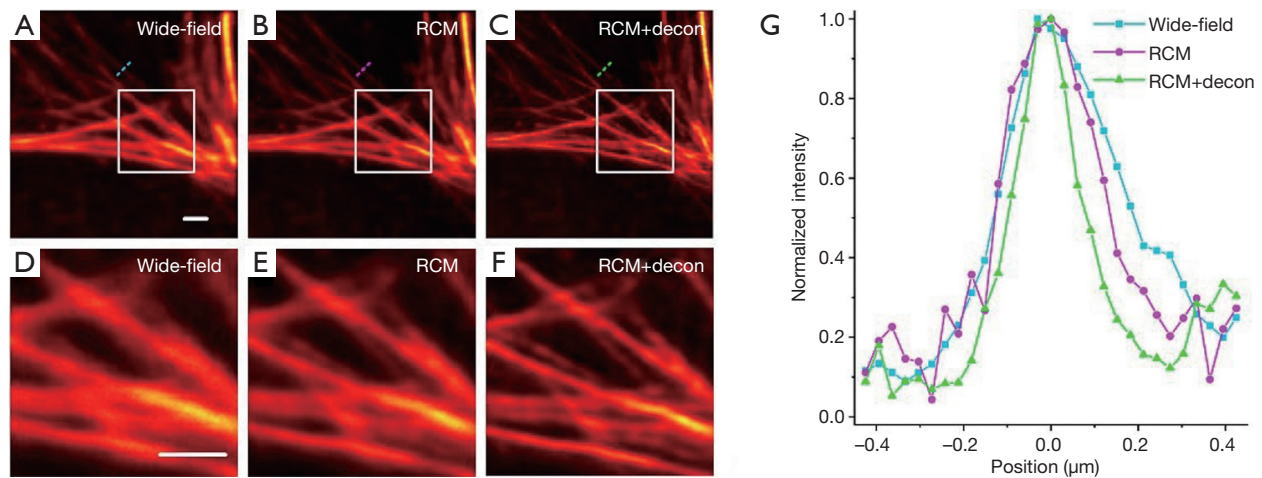 A Wide-field
B RCM
C RCM+decon
D Wide-field
E RCM
F RCM+decon
G
Wide-field
RCM
RCM+decon
Normalized intensity
1.0
0.8
0.6
0.4
0.2
0.0
−0.4 −0.2 0.0 0.2 0.4
Position (µm)